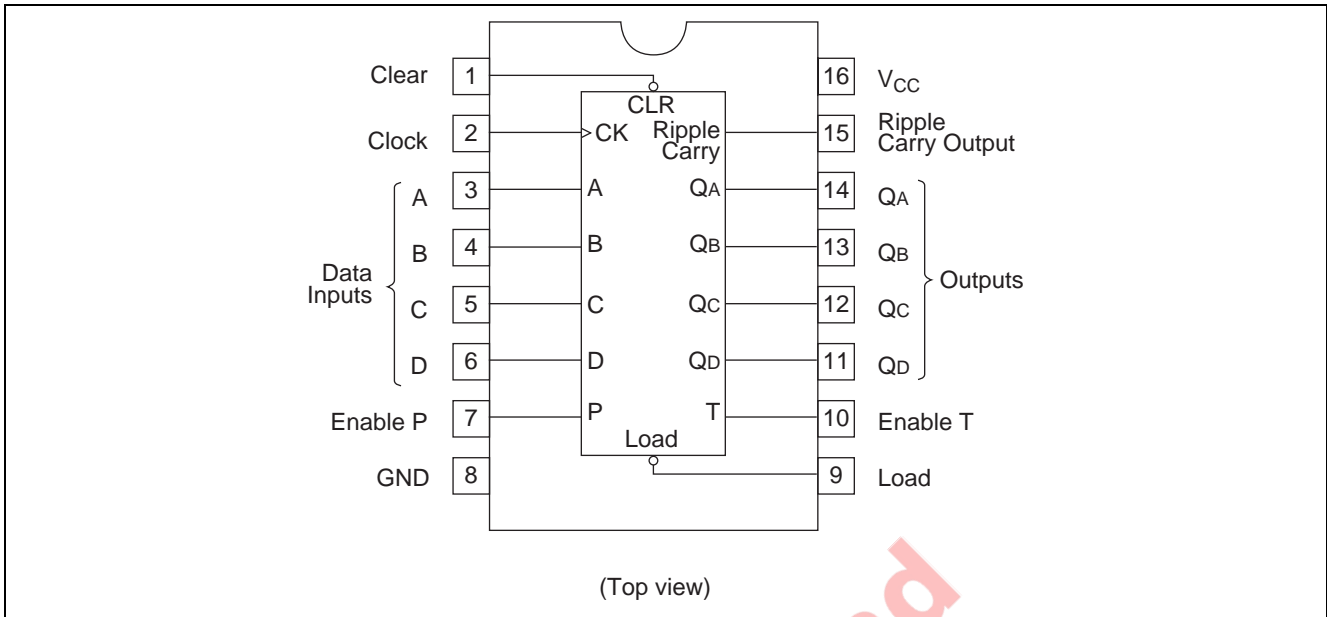 Clear 1
Clock 2
A 3
B 4
C 5
D 6
Data
Inputs
Enable P 7
GND 8
CLR
CK
Ripple
Carry
A QA
B QB
C QC
D QD
P T
Load
16 VCC
15 Ripple
Carry Output
14 QA
13 QB
12 QC
11 QD
Outputs
10 Enable T
9 Load
(Top view)